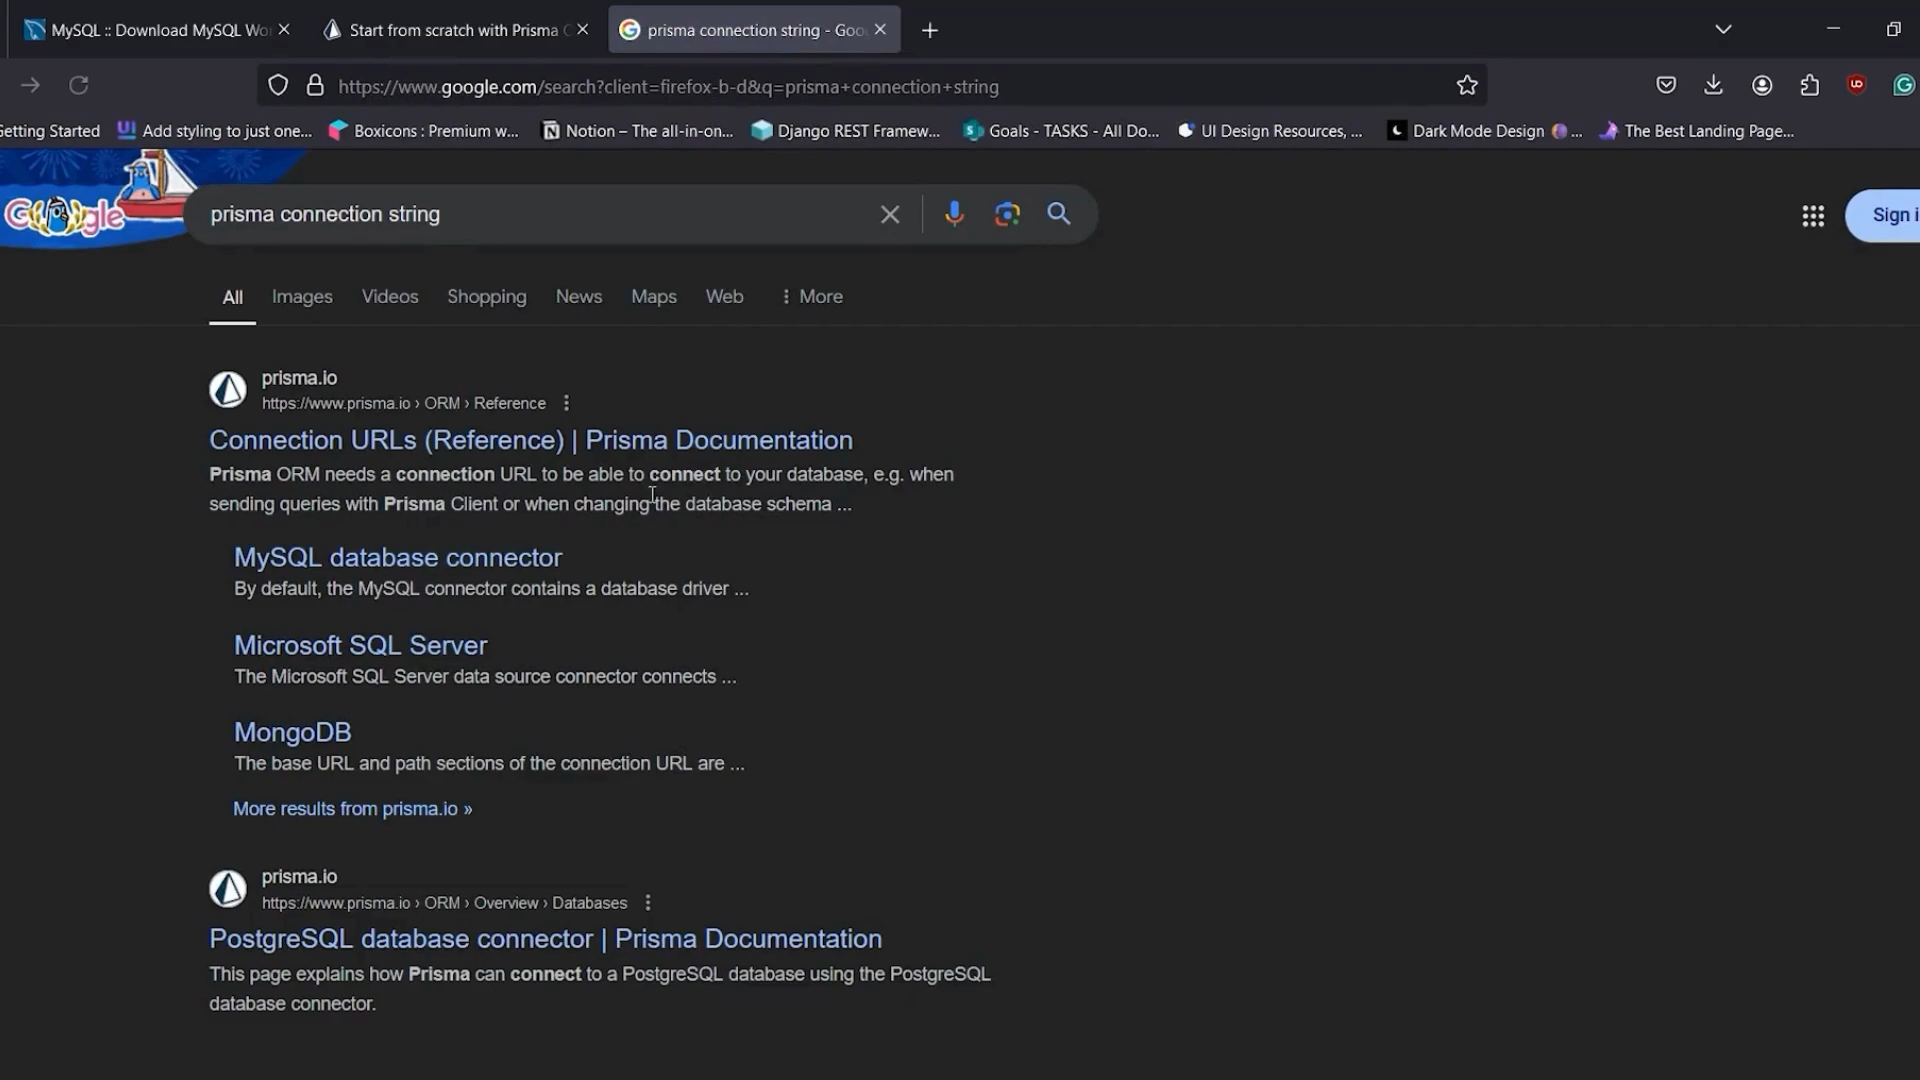 MySQL :: Download MySQL Wo
Start from scratch with Prisma
prisma connection string - Goo
https://www.google.com/search?client=firefox-b-d&q=prisma+connection+string
Getting Started
Add styling to just one...
Boxicons : Premium w...
Notion – The all-in-on...
Django REST Framew...
Goals - TASKS - All Do...
UI Design Resources, ...
Dark Mode Design 🌑 ...
The Best Landing Page...
Google
prisma connection string
Sign i
All Images Videos Shopping News Maps Web More
prisma.io
https://www.prisma.io › ORM › Reference
Connection URLs (Reference) | Prisma Documentation
Prisma ORM needs a connection URL to be able to connect to your database, e.g. when
sending queries with Prisma Client or when changing the database schema ...
MySQL database connector
By default, the MySQL connector contains a database driver ...
Microsoft SQL Server
The Microsoft SQL Server data source connector connects ...
MongoDB
The base URL and path sections of the connection URL are ...
More results from prisma.io »
prisma.io
https://www.prisma.io › ORM › Overview › Databases
PostgreSQL database connector | Prisma Documentation
This page explains how Prisma can connect to a PostgreSQL database using the PostgreSQL
database connector.